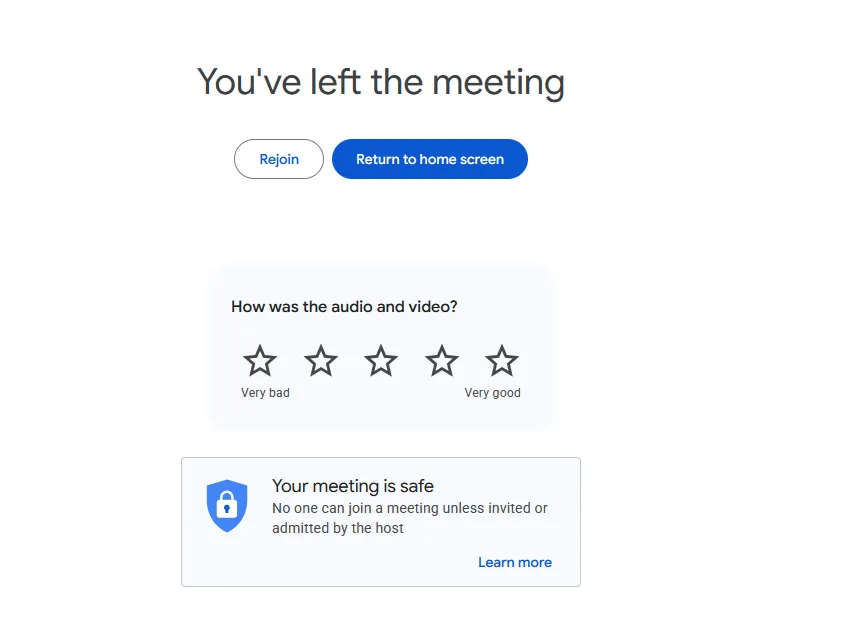 You've left the meeting
Rejoin
Return to home screen
How was the audio and video?
Very bad
Very good
Your meeting is safe
No one can join a meeting unless invited or
admitted by the host
Learn more